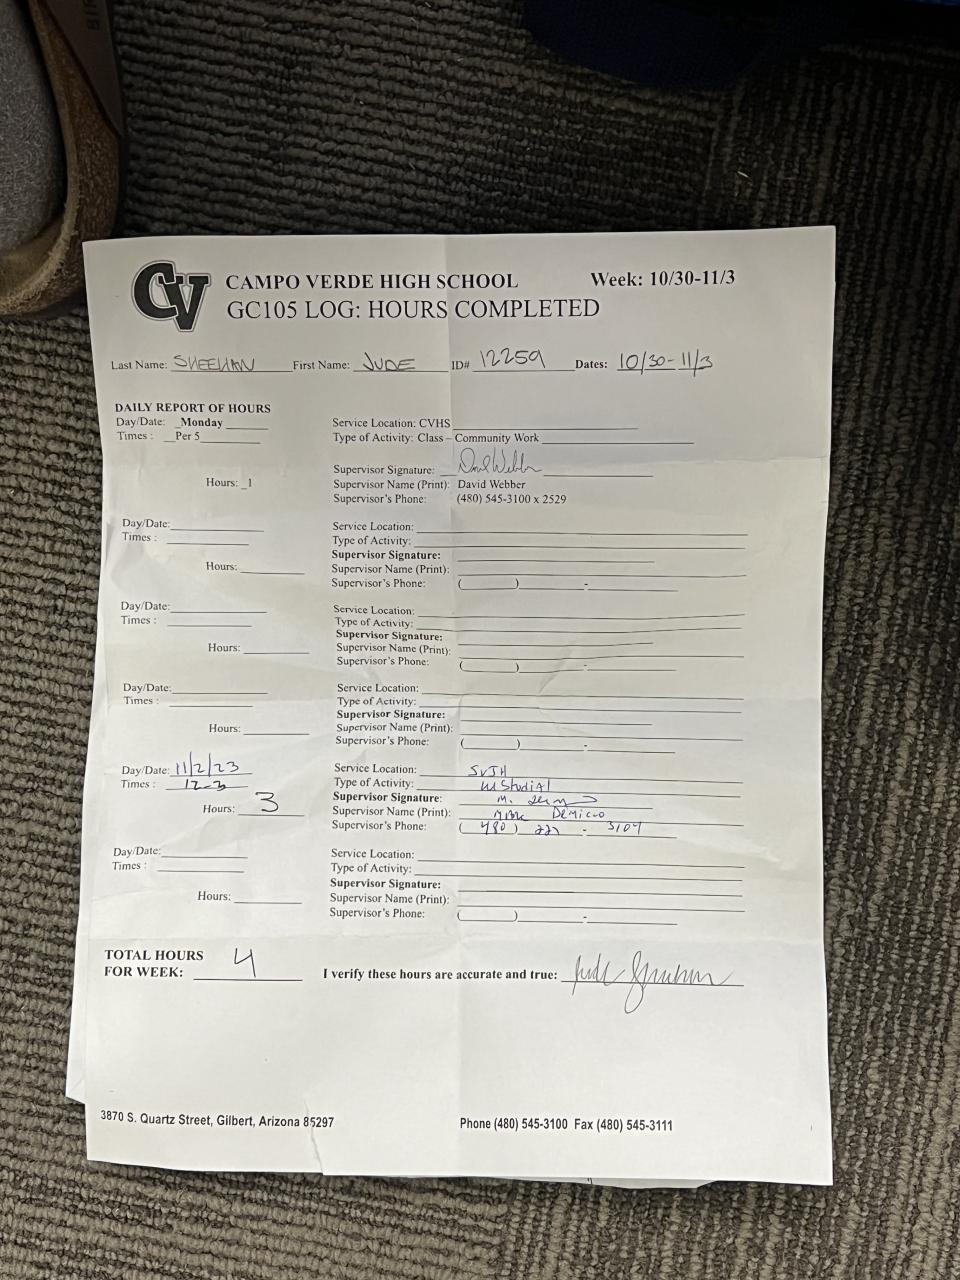 CV CAMPO VERDE HIGH SCHOOL Week: 10/30-11/3
GC105 LOG: HOURS COMPLETED
Last Name: SHEEHAN First Name: JUDE ID# 12259 Dates: 10/30-11/3
DAILY REPORT OF HOURS
Day/Date: _Monday Service Location: CVHS
Times : Per 5 Type of Activity: Class – Community Work
Supervisor Signature: David Webber
Hours: _1 Supervisor Name (Print): David Webber
Supervisor's Phone: (480) 545-3100 x 2529
Day/Date: Service Location:
Times : Type of Activity:
Supervisor Signature:
Hours: Supervisor Name (Print):
Supervisor's Phone: ( ) -
Day/Date: Service Location:
Times : Type of Activity:
Supervisor Signature:
Hours: Supervisor Name (Print):
Supervisor's Phone: ( ) -
Day/Date: Service Location:
Times : Type of Activity:
Supervisor Signature:
Hours: Supervisor Name (Print):
Supervisor's Phone: ( ) -
Day/Date: 11/2/23 Service Location: SVJH
Times : 12-3 Type of Activity:
Supervisor Signature: M.
Hours: 3 Supervisor Name (Print): DeMicco
Supervisor's Phone: (480) - 3104
Day/Date: Service Location:
Times : Type of Activity:
Supervisor Signature:
Hours: Supervisor Name (Print):
Supervisor's Phone: ( ) -
TOTAL HOURS
FOR WEEK: 4 I verify these hours are accurate and true: Jude Sheehan
3870 S. Quartz Street, Gilbert, Arizona 85297 Phone (480) 545-3100 Fax (480) 545-3111